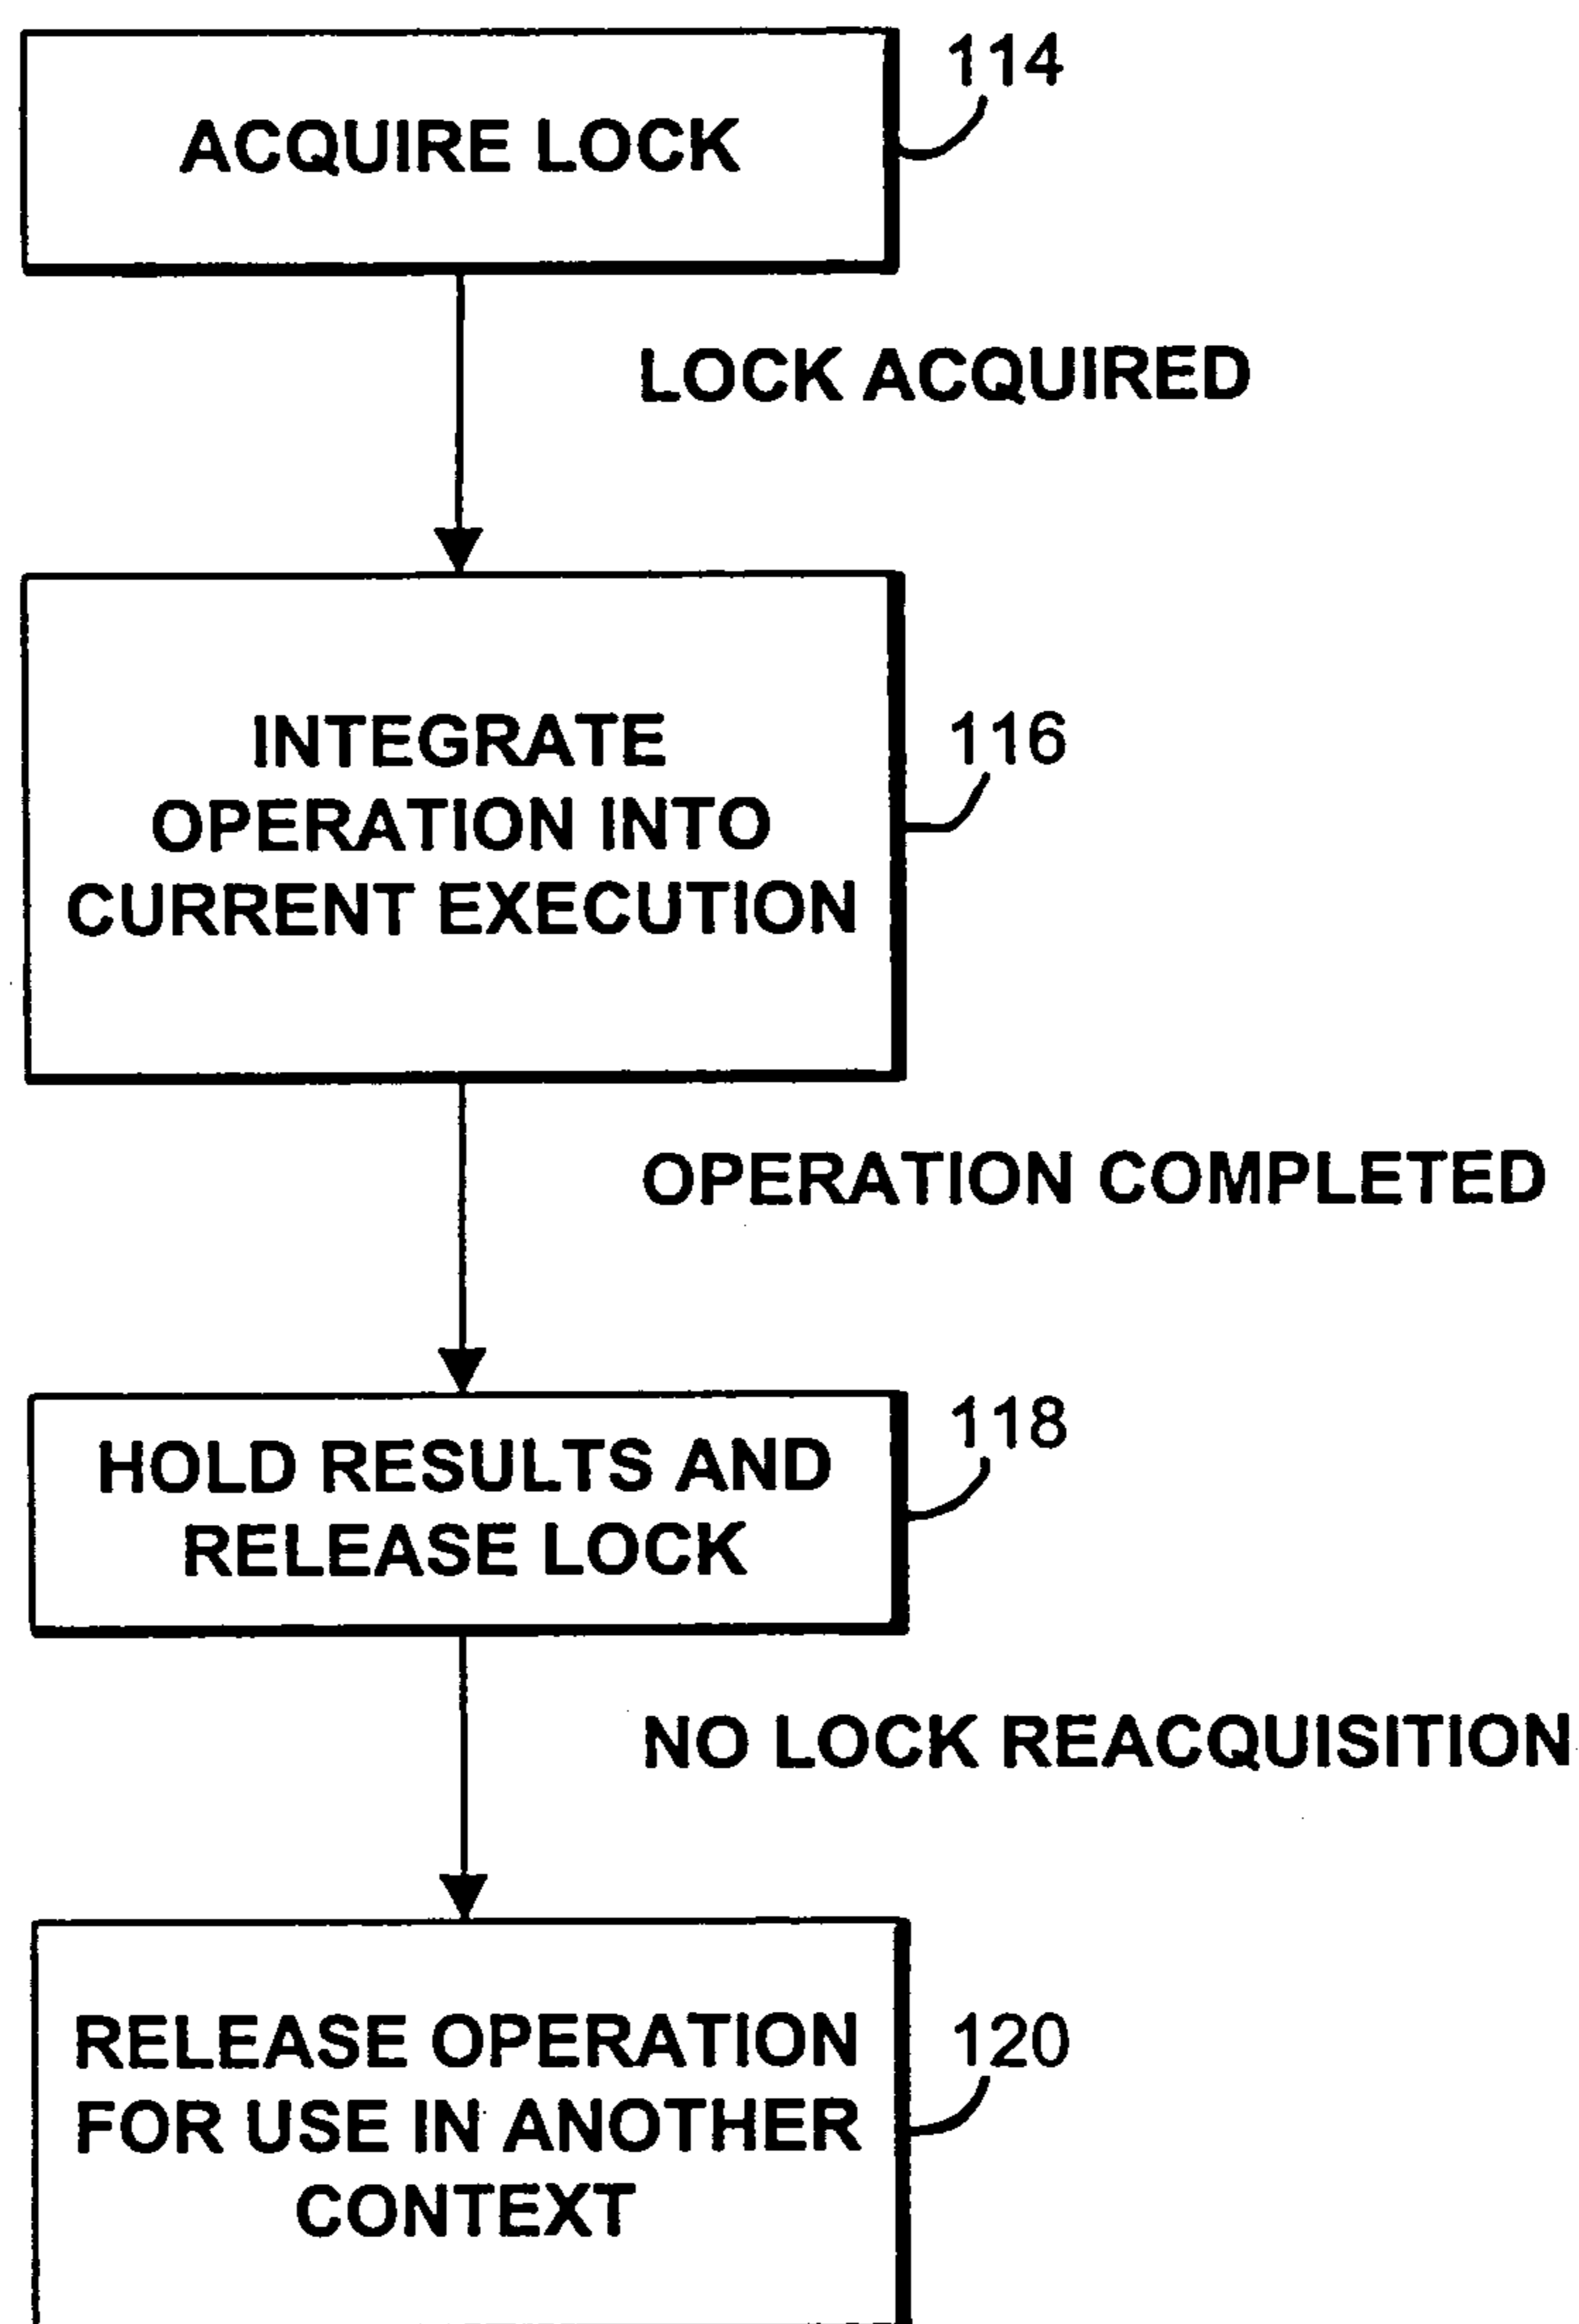 114
ACQUIRE LOCK
LOCK ACQUIRED
INTEGRATE
OPERATION INTO
CURRENT EXECUTION
116
OPERATION COMPLETED
HOLD RESULTS AND
RELEASE LOCK
118
NO LOCK REACQUISITION
RELEASE OPERATION
FOR USE IN ANOTHER
CONTEXT
120